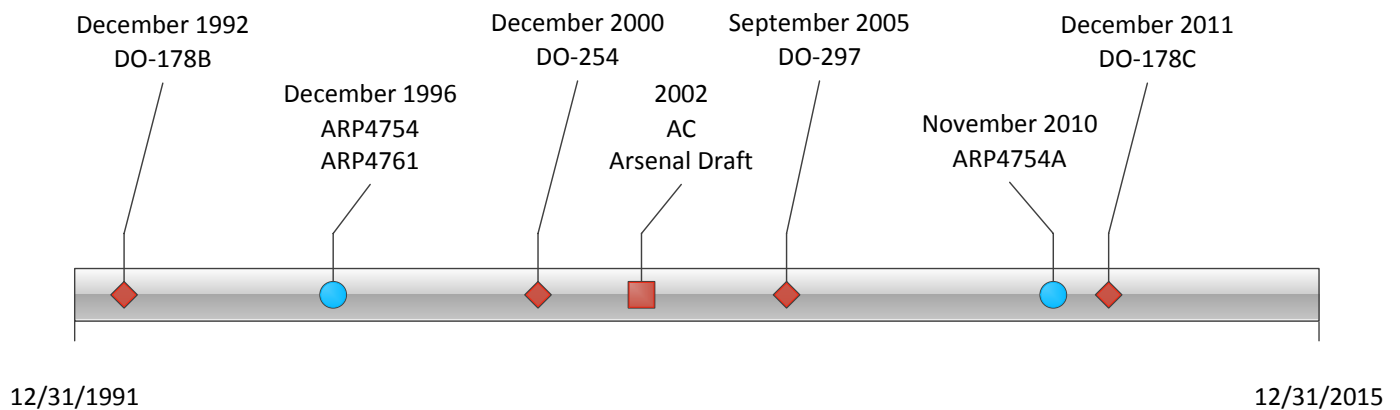 December 1992
DO-178B
December 1996
ARP4754
ARP4761
December 2000
DO-254
2002
AC
Arsenal Draft
September 2005
DO-297
November 2010
ARP4754A
December 2011
DO-178C
12/31/1991
12/31/2015